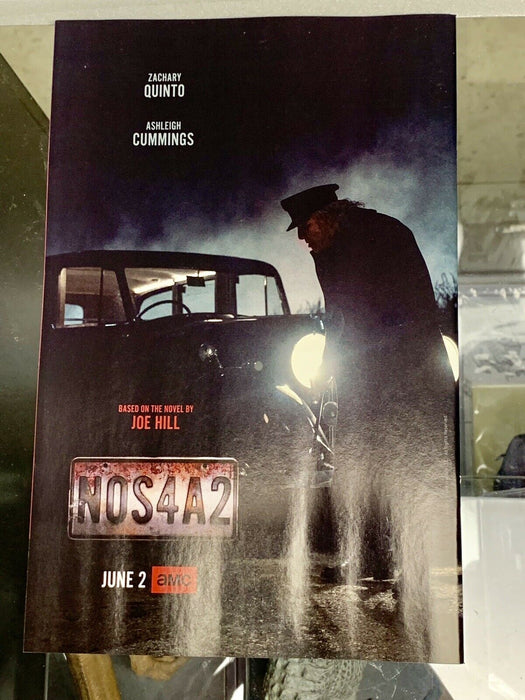 ZACHARY
QUINTO
ASHLEIGH
CUMMINGS
BASED ON THE NOVEL BY
JOE HILL
NOS4A2
JUNE 2 amc